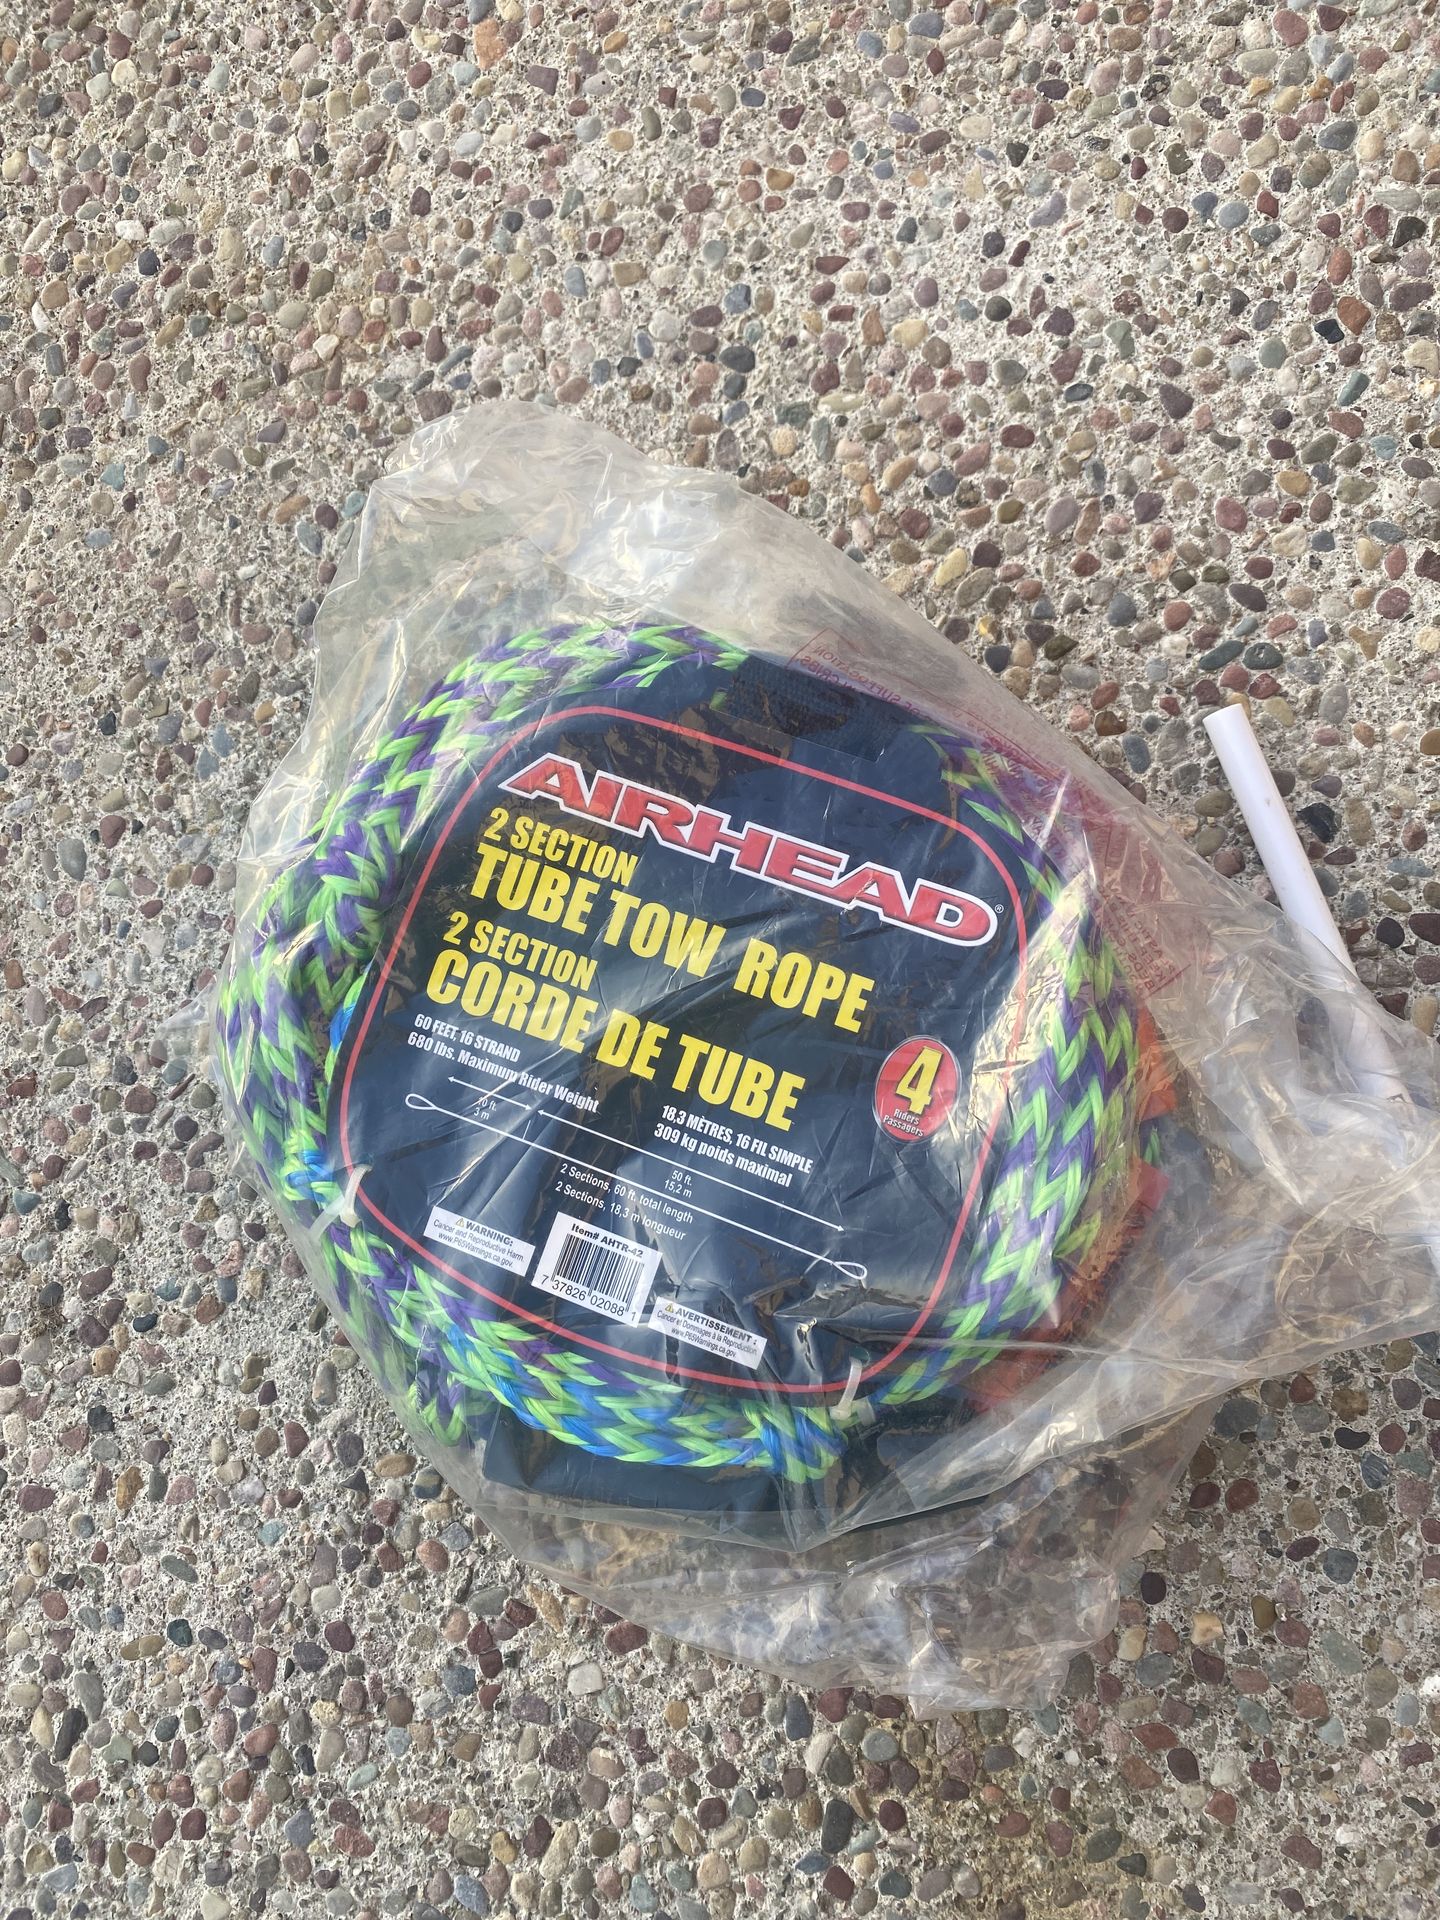 AIRHEAD®
2 SECTION
TUBE TOW ROPE
2 SECTION
CORDE DE TUBE
60 FEET, 16 STRAND
680 lbs. Maximum Rider Weight
18,3 MÈTRES, 16 FIL SIMPLE
309 kg poids maximal
4
Riders
Passagers
10 ft.
3 m
50 ft.
15,2 m
2 Sections, 60 ft. total length
2 Sections, 18,3 m longueur
⚠WARNING:
Cancer and Reproductive Harm.
www.P65Warnings.ca.gov.
Item# AHTR-42
7 37826 02088 1
⚠AVERTISSEMENT :
Cancer et Dommages à la Reproduction
www.P65Warnings.ca.gov.